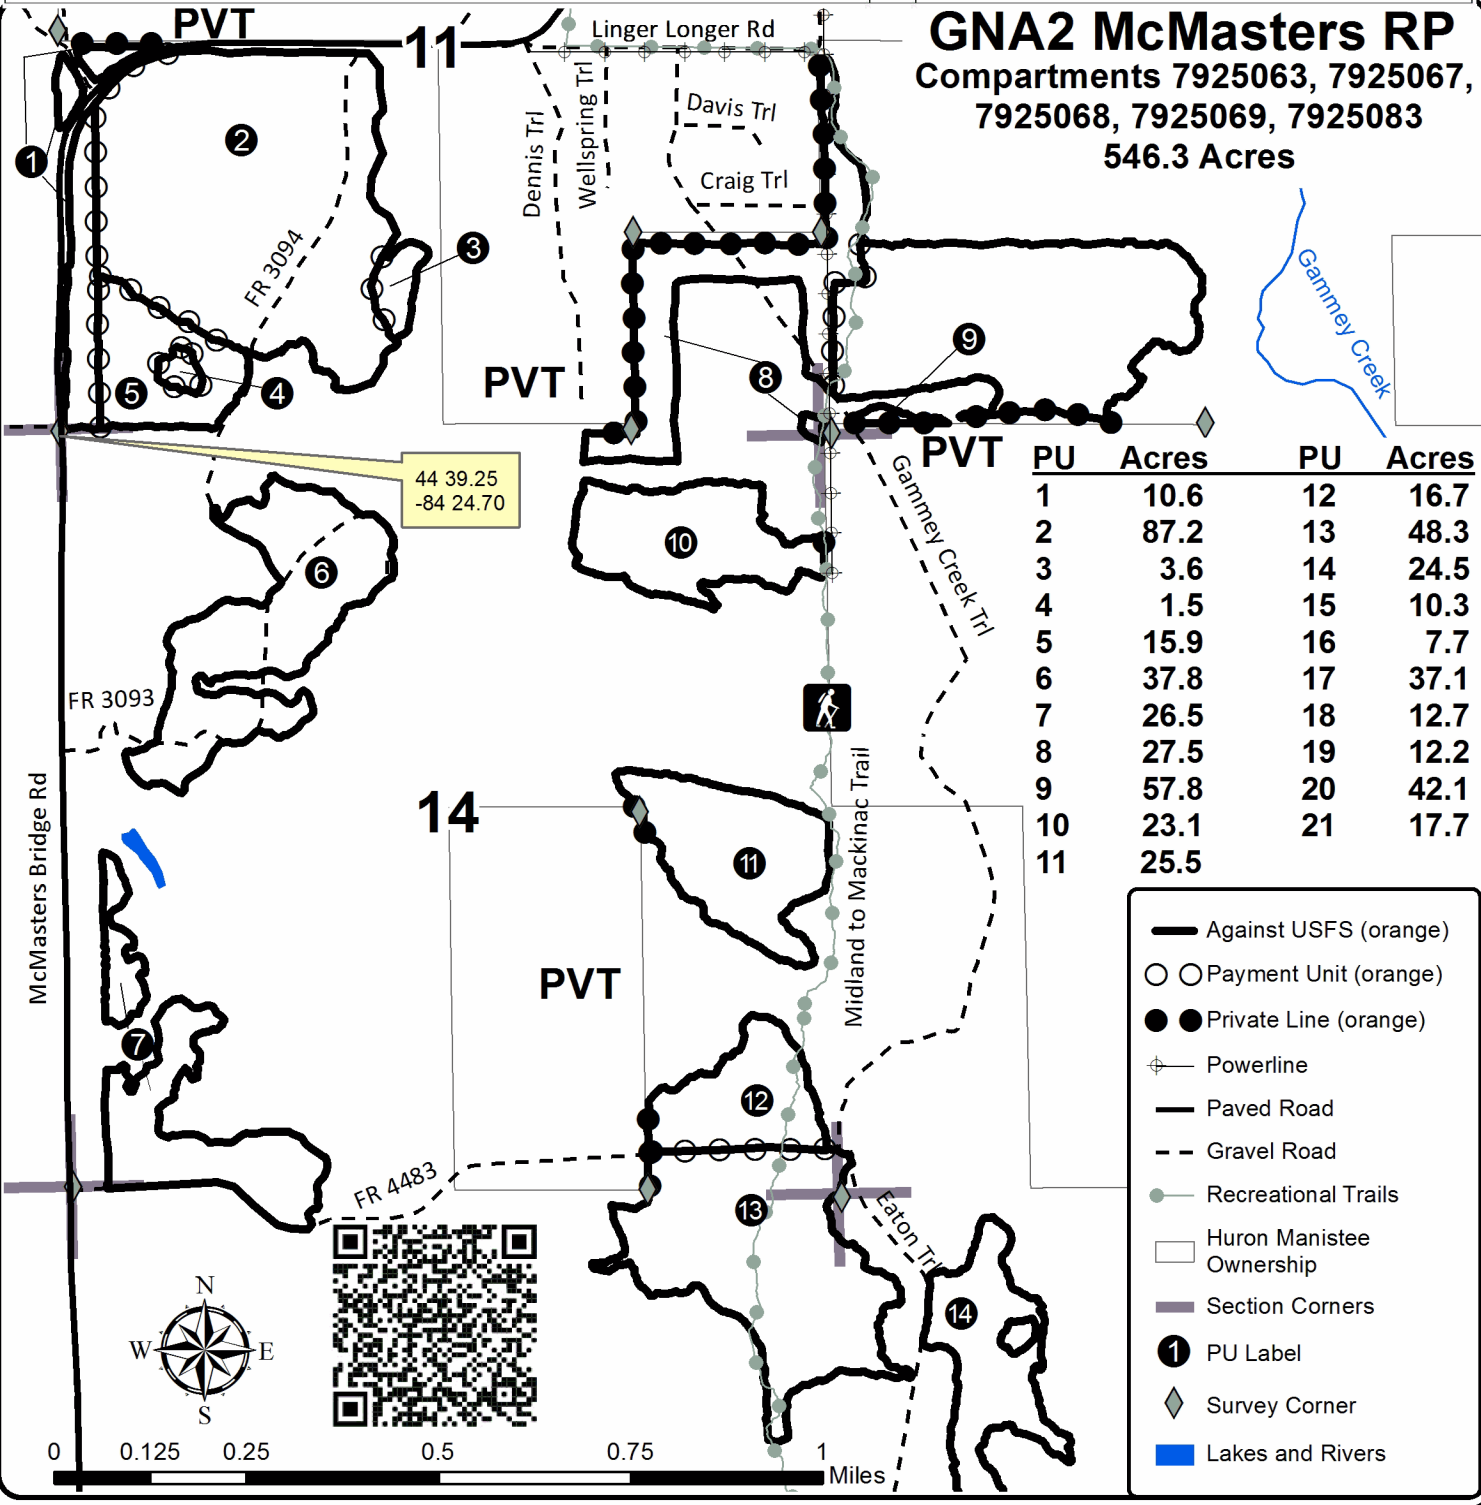 GNA2 McMasters RP
Compartments 7925063, 7925067,
7925068, 7925069, 7925083
546.3 Acres
PVT
11
Linger Longer Rd
Dennis Trl
Wellspring Trl
Davis Trl
Craig Trl
1
2
3
FR 3094
Gammey Creek
PVT
8
9
5
4
PVT
44 39.25
-84 24.70
10
6
Gammey Creek Trl
PU Acres PU Acres
1 10.6 12 16.7
2 87.2 13 48.3
3 3.6 14 24.5
4 1.5 15 10.3
5 15.9 16 7.7
6 37.8 17 37.1
7 26.5 18 12.7
8 27.5 19 12.2
9 57.8 20 42.1
10 23.1 21 17.7
11 25.5
FR 3093
McMasters Bridge Rd
14
11
Midland to Mackinac Trail
PVT
7
12
FR 4483
13
Eaton Trl
14
Against USFS (orange)
Payment Unit (orange)
Private Line (orange)
Powerline
Paved Road
Gravel Road
Recreational Trails
Huron Manistee
Ownership
Section Corners
1 PU Label
Survey Corner
Lakes and Rivers
N
W E
S
0 0.125 0.25 0.5 0.75 1
Miles